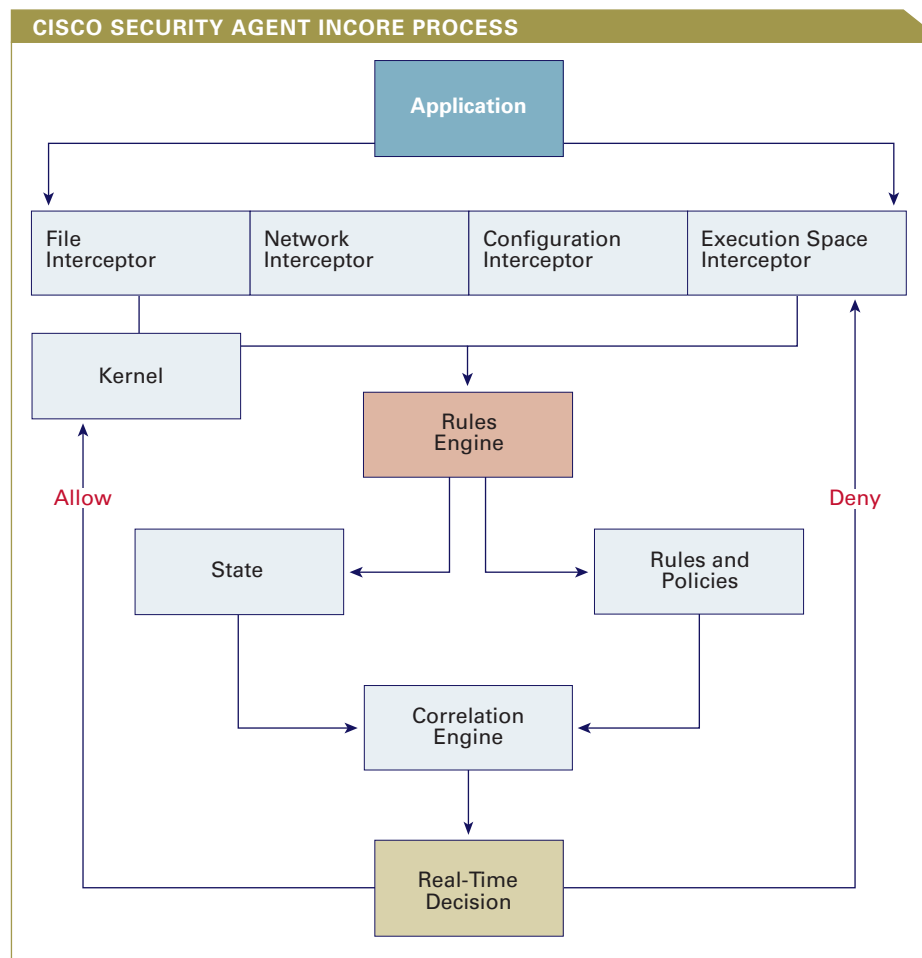 CISCO SECURITY AGENT INCORE PROCESS
Application
File
Interceptor
Network
Interceptor
Configuration
Interceptor
Execution Space
Interceptor
Kernel
Rules
Engine
Allow
Deny
State
Rules and
Policies
Correlation
Engine
Real-Time
Decision